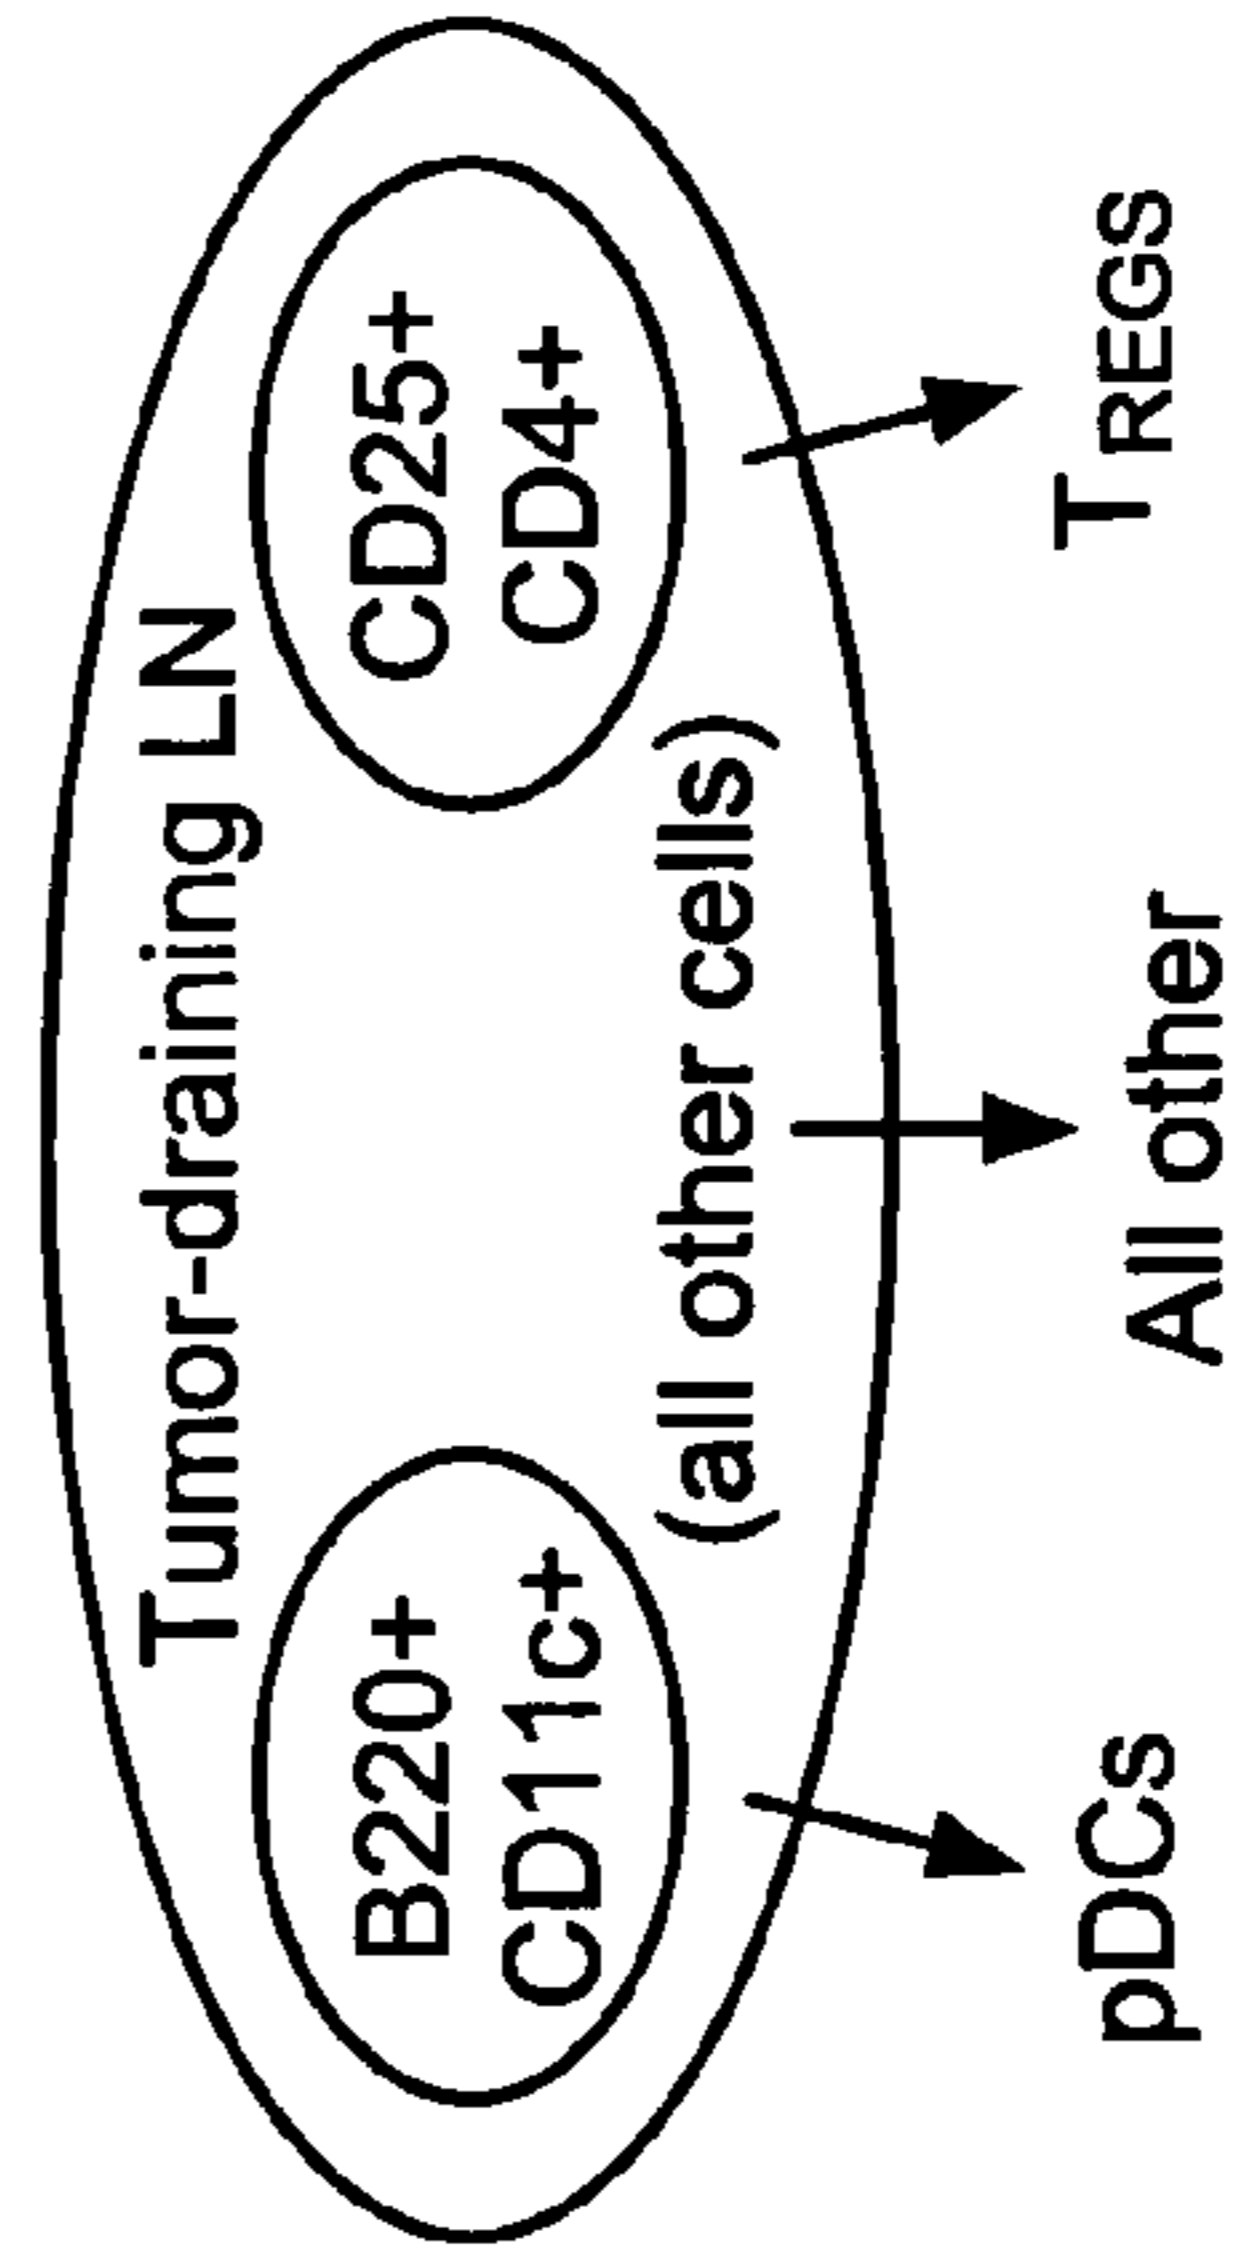 Tumor-draining LN
B220+
CD11c+
CD25+
CD4+
(all other cells)
pDCs
All other
T REGS